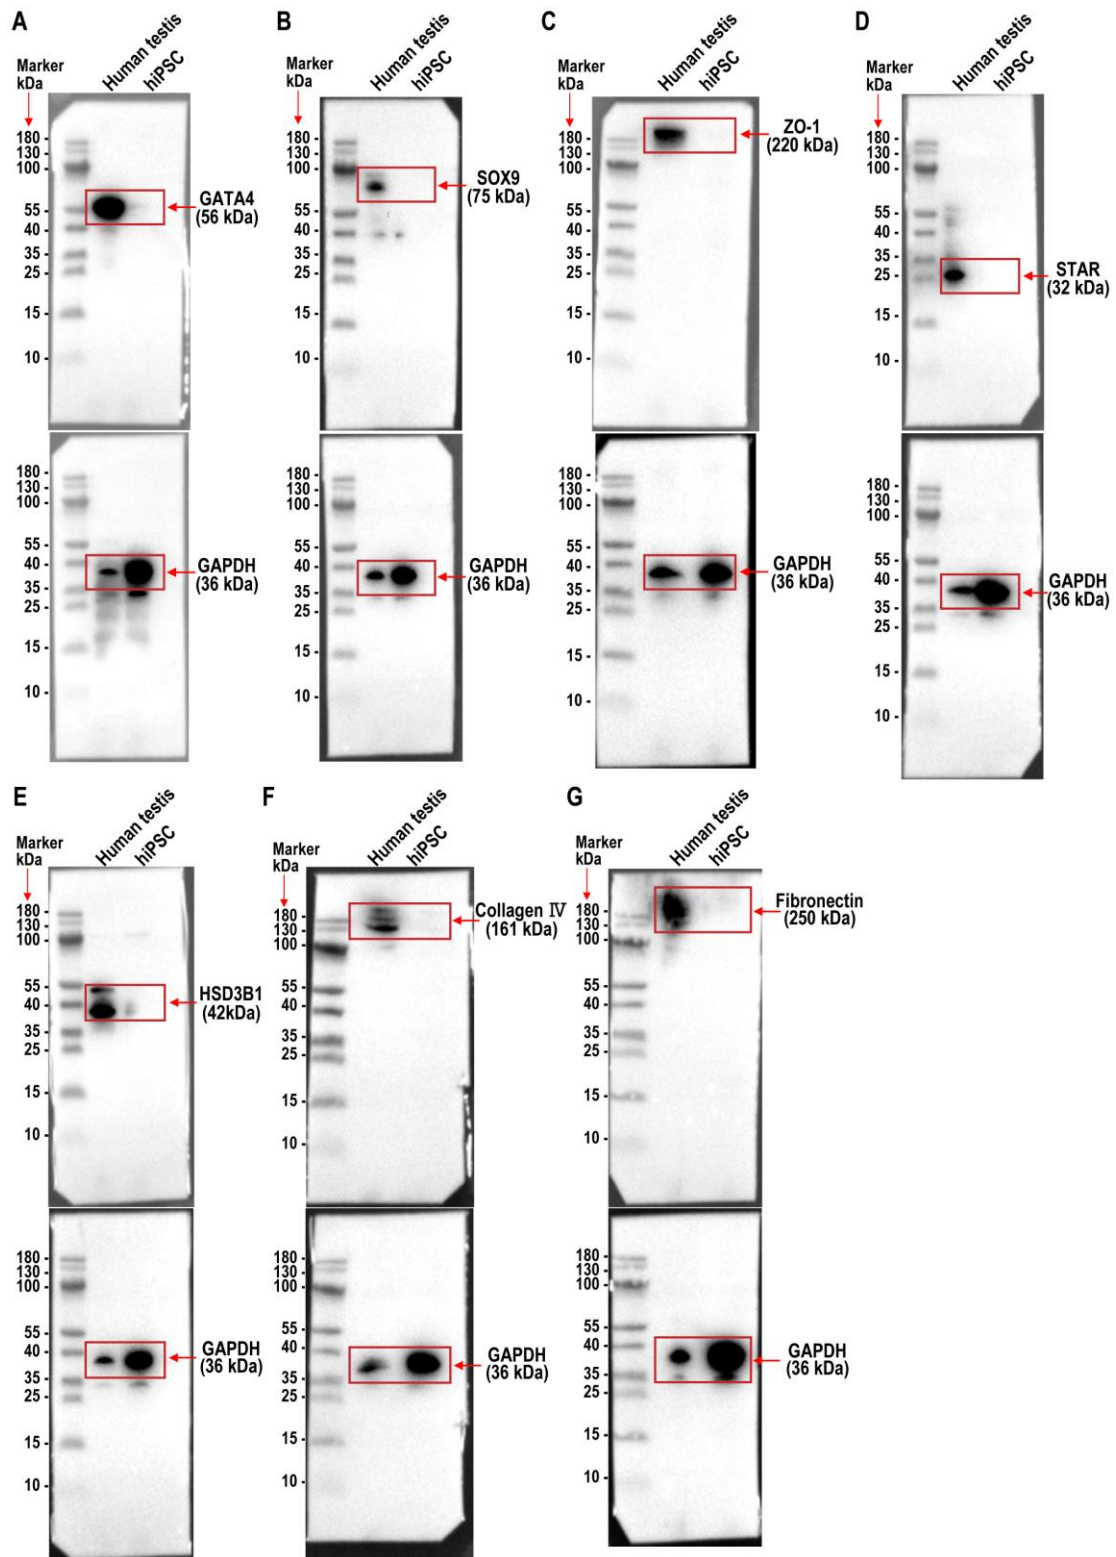 A
Human testis
hiPSC
Marker
kDa
180 -
130 -
100 -
55 -
40 -
35 -
25 -
15 -
10 -
GATA4
(56 kDa)
180 -
130 -
100 -
55 -
40 -
35 -
25 -
15 -
10 -
GAPDH
(36 kDa)
B
Human testis
hiPSC
Marker
kDa
180 -
130 -
100 -
55 -
40 -
35 -
25 -
15 -
10 -
SOX9
(75 kDa)
180 -
130 -
100 -
55 -
40 -
35 -
25 -
15 -
10 -
GAPDH
(36 kDa)
C
Human testis
hiPSC
Marker
kDa
180 -
130 -
100 -
55 -
40 -
35 -
25 -
15 -
10 -
ZO-1
(220 kDa)
180 -
130 -
100 -
55 -
40 -
35 -
25 -
15 -
10 -
GAPDH
(36 kDa)
D
Human testis
hiPSC
Marker
kDa
180 -
130 -
100 -
55 -
40 -
35 -
25 -
15 -
10 -
STAR
(32 kDa)
180 -
130 -
100 -
55 -
40 -
35 -
25 -
15 -
10 -
GAPDH
(36 kDa)
E
Human testis
hiPSC
Marker
kDa
180 -
130 -
100 -
55 -
40 -
35 -
25 -
15 -
10 -
HSD3B1
(42kDa)
180 -
130 -
100 -
55 -
40 -
35 -
25 -
15 -
10 -
GAPDH
(36 kDa)
F
Human testis
hiPSC
Marker
kDa
180 -
130 -
100 -
55 -
40 -
35 -
25 -
15 -
10 -
Collagen Ⅳ
(161 kDa)
180 -
130 -
100 -
55 -
40 -
35 -
25 -
15 -
10 -
GAPDH
(36 kDa)
G
Human testis
hiPSC
Marker
kDa
180 -
130 -
100 -
55 -
40 -
35 -
25 -
15 -
10 -
Fibronectin
(250 kDa)
180 -
130 -
100 -
55 -
40 -
35 -
25 -
15 -
10 -
GAPDH
(36 kDa)